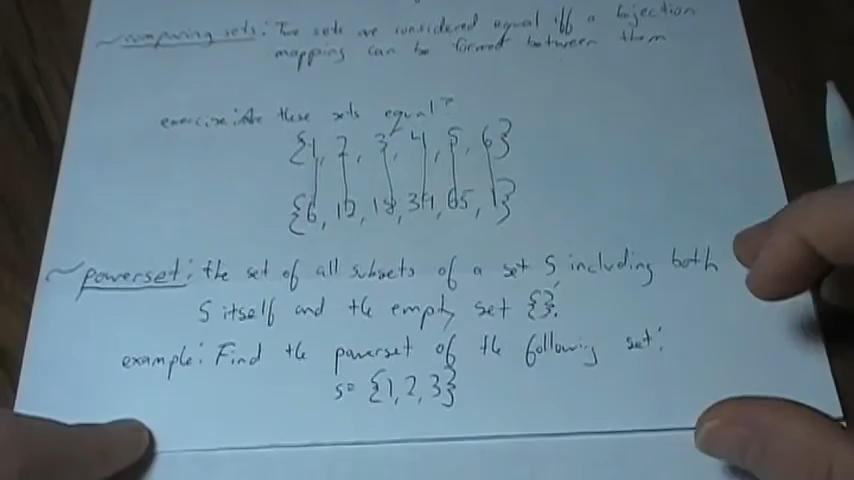 ~comparing sets: Two sets are considered equal iff a bijection
mapping can be formed between them
exercise: Are these sets equal?
{1, 2, 3, 4, 5, 6}
{6, 12, 18, 34, 65, 1}
~powerset: the set of all subsets of a set S including both
S itself and the empty set {}.
example: Find the powerset of the following set:
S= {1, 2, 3}